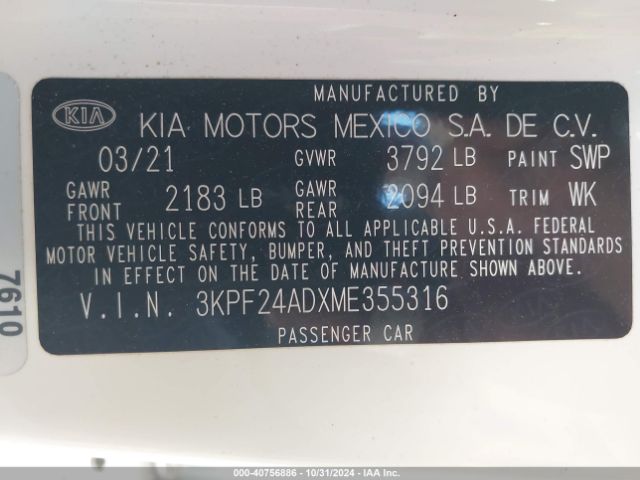 MANUFACTURED BY
KIA KIA MOTORS MEXICO S.A. DE C.V.
03/21 GVWR 3792 LB PAINT SWP
GAWR FRONT 2183 LB GAWR REAR 2094 LB TRIM WK
THIS VEHICLE CONFORMS TO ALL APPLICABLE U.S.A. FEDERAL
MOTOR VEHICLE SAFETY, BUMPER, AND THEFT PREVENTION STANDARDS
IN EFFECT ON THE DATE OF MANUFACTURE SHOWN ABOVE.
V.I.N. 3KPF24ADXME355316
PASSENGER CAR
7610
000-40756886 - 10/31/2024 - IAA Inc.